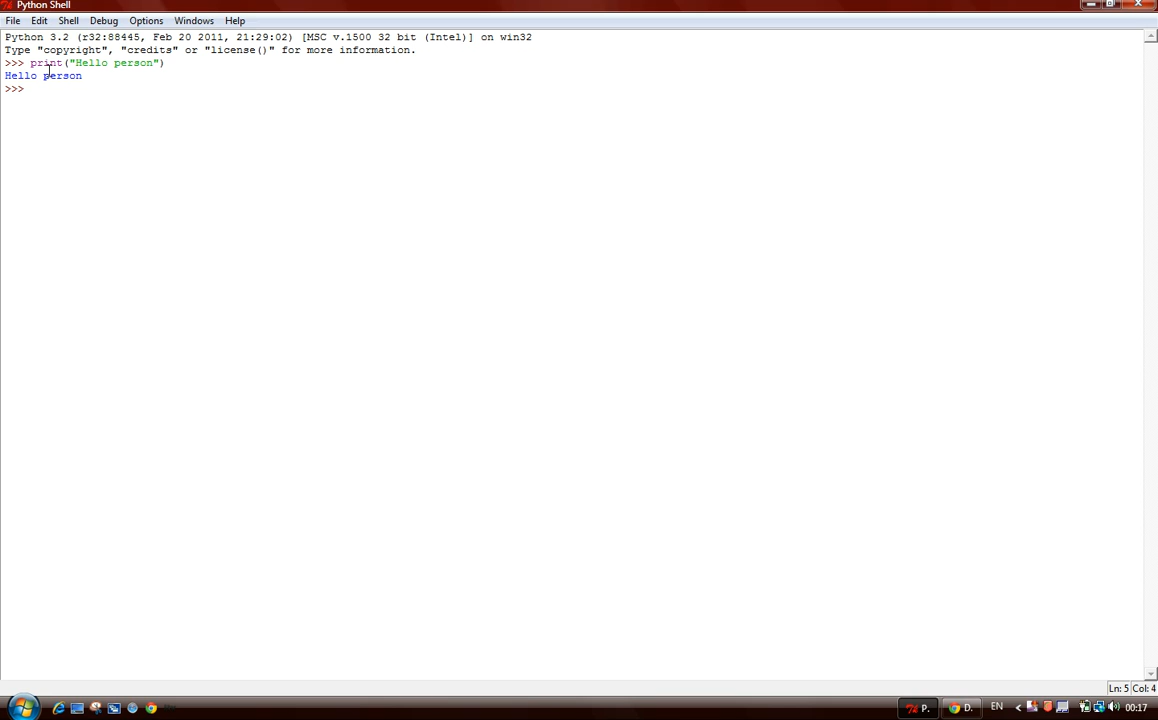 Python Shell
File Edit Shell Debug Options Windows Help
Python 3.2 (r32:88445, Feb 20 2011, 21:29:02) [MSC v.1500 32 bit (Intel)] on win32
Type "copyright", "credits" or "license()" for more information.
>>> print("Hello person")
Hello person
>>>
Ln: 5 Col: 4
P. D. EN < 00:17